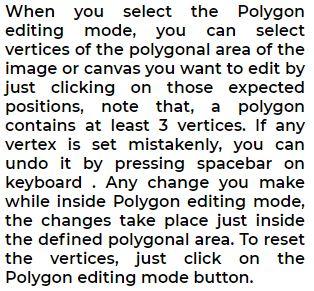 When you select the Polygon
editing mode, you can select
vertices of the polygonal area of the
image or canvas you want to edit by
just clicking on those expected
positions, note that, a polygon
contains at least 3 vertices. If any
vertex is set mistakenly, you can
undo it by pressing spacebar on
keyboard . Any change you make
while inside Polygon editing mode,
the changes take place just inside
the defined polygonal area. To reset
the vertices, just click on the
Polygon editing mode button.